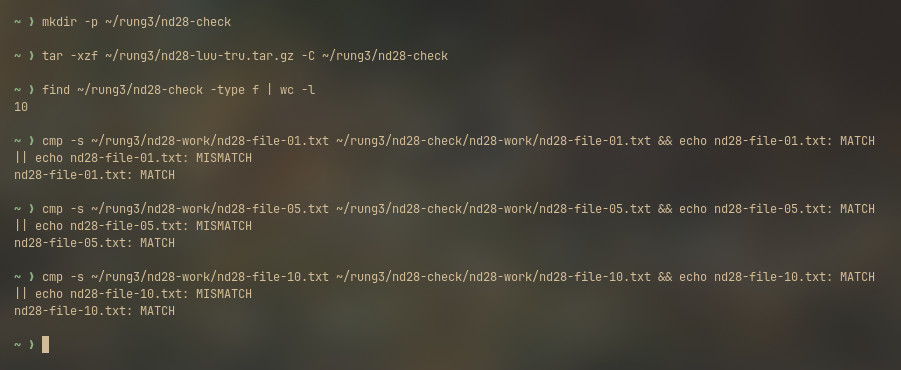 ~ ❯ mkdir -p ~/rung3/nd28-check
~ ❯ tar -xzf ~/rung3/nd28-luu-tru.tar.gz -C ~/rung3/nd28-check
~ ❯ find ~/rung3/nd28-check -type f | wc -l
10
~ ❯ cmp -s ~/rung3/nd28-work/nd28-file-01.txt ~/rung3/nd28-check/nd28-work/nd28-file-01.txt && echo nd28-file-01.txt: MATCH
|| echo nd28-file-01.txt: MISMATCH
nd28-file-01.txt: MATCH
~ ❯ cmp -s ~/rung3/nd28-work/nd28-file-05.txt ~/rung3/nd28-check/nd28-work/nd28-file-05.txt && echo nd28-file-05.txt: MATCH
|| echo nd28-file-05.txt: MISMATCH
nd28-file-05.txt: MATCH
~ ❯ cmp -s ~/rung3/nd28-work/nd28-file-10.txt ~/rung3/nd28-check/nd28-work/nd28-file-10.txt && echo nd28-file-10.txt: MATCH
|| echo nd28-file-10.txt: MISMATCH
nd28-file-10.txt: MATCH
~ ❯